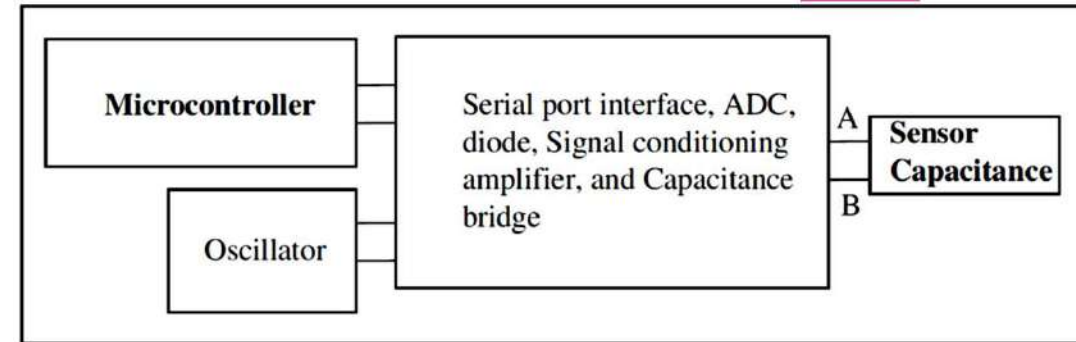 Microcontroller
Serial port interface, ADC,
diode, Signal conditioning
amplifier, and Capacitance
bridge
A
B
Sensor
Capacitance
Oscillator